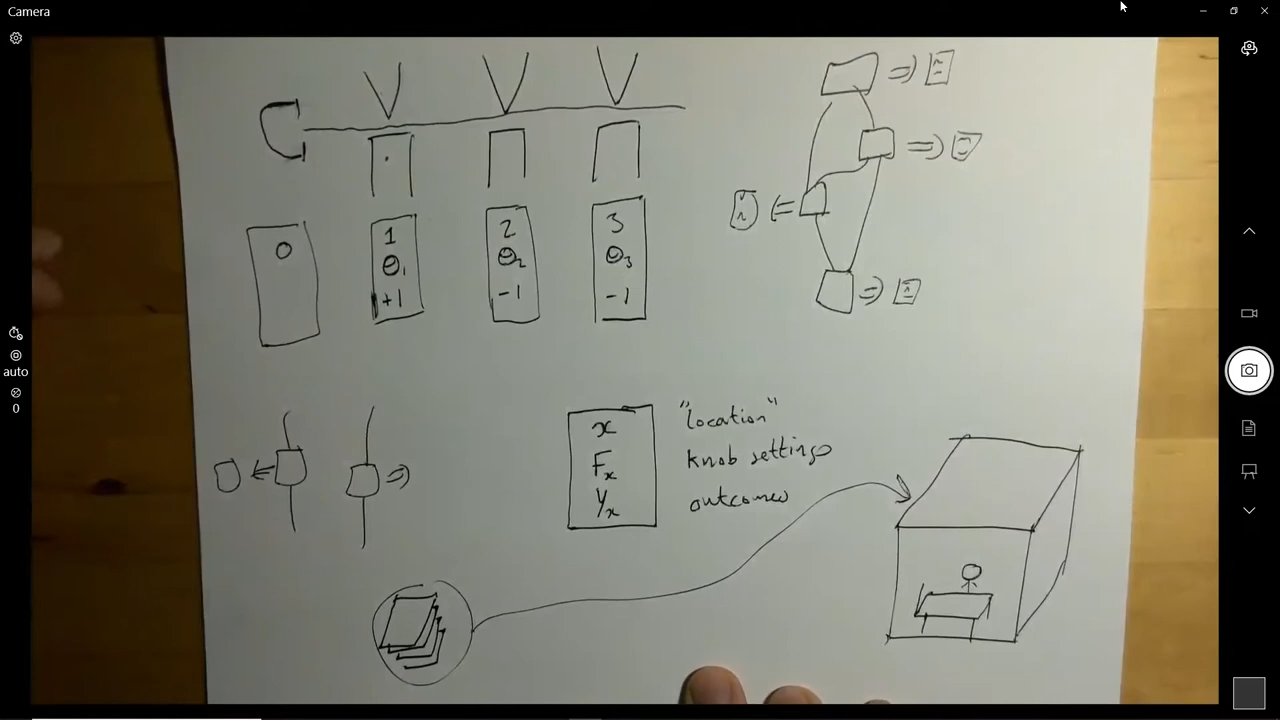 Camera
0
1
θ₁
+1
2
θ₂
-1
3
θ₃
-1
x "location"
Fₓ knob settings
Yₓ outcomes
auto
0